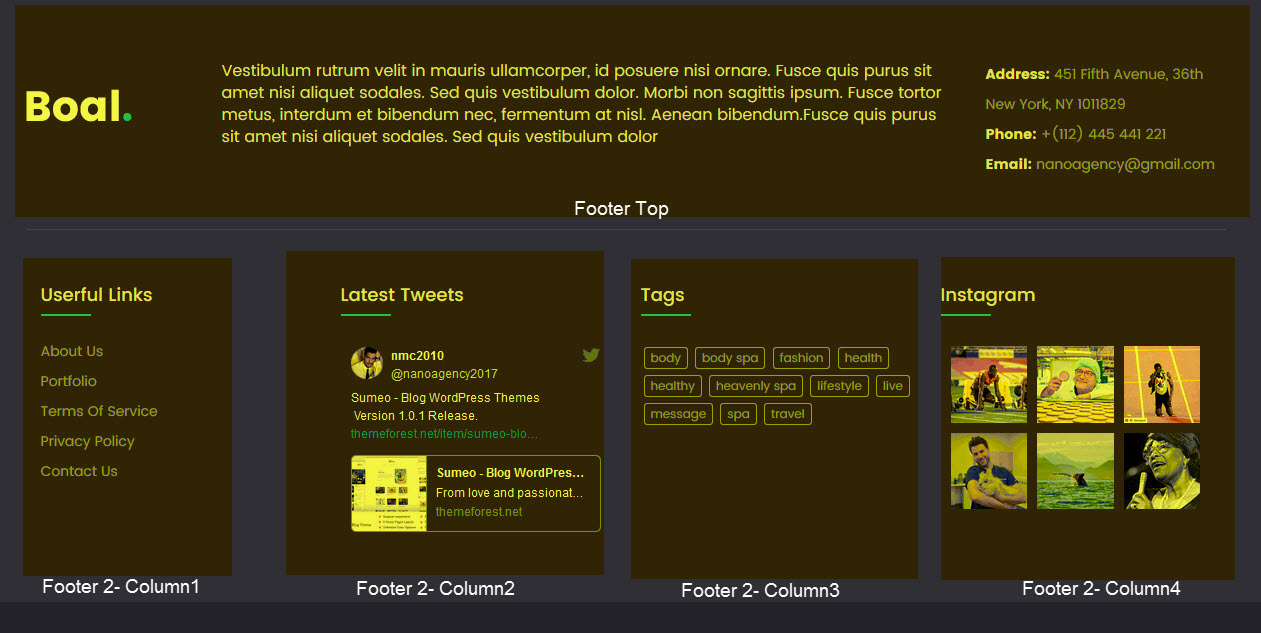 Boal.
Vestibulum rutrum velit in mauris ullamcorper, id posuere nisi ornare. Fusce quis purus sit
amet nisi aliquet sodales. Sed quis vestibulum dolor. Morbi non sagittis ipsum. Fusce tortor
metus, interdum et bibendum nec, fermentum at nisl. Aenean bibendum.Fusce quis purus
sit amet nisi aliquet sodales. Sed quis vestibulum dolor
Address: 451 Fifth Avenue, 36th
New York, NY 1011829
Phone: +(112) 445 441 221
Email: nanoagency@gmail.com
Footer Top
Userful Links
About Us
Portfolio
Terms Of Service
Privacy Policy
Contact Us
Footer 2- Column1
Latest Tweets
nmc2010
@nanoagency2017
Sumeo - Blog WordPress Themes
Version 1.0.1 Release.
themeforest.net/item/sumeo-blo...
Sumeo - Blog WordPres...
From love and passionat...
themeforest.net
Footer 2- Column2
Tags
body body spa fashion health
healthy heavenly spa lifestyle live
message spa travel
Footer 2- Column3
Instagram
Footer 2- Column4